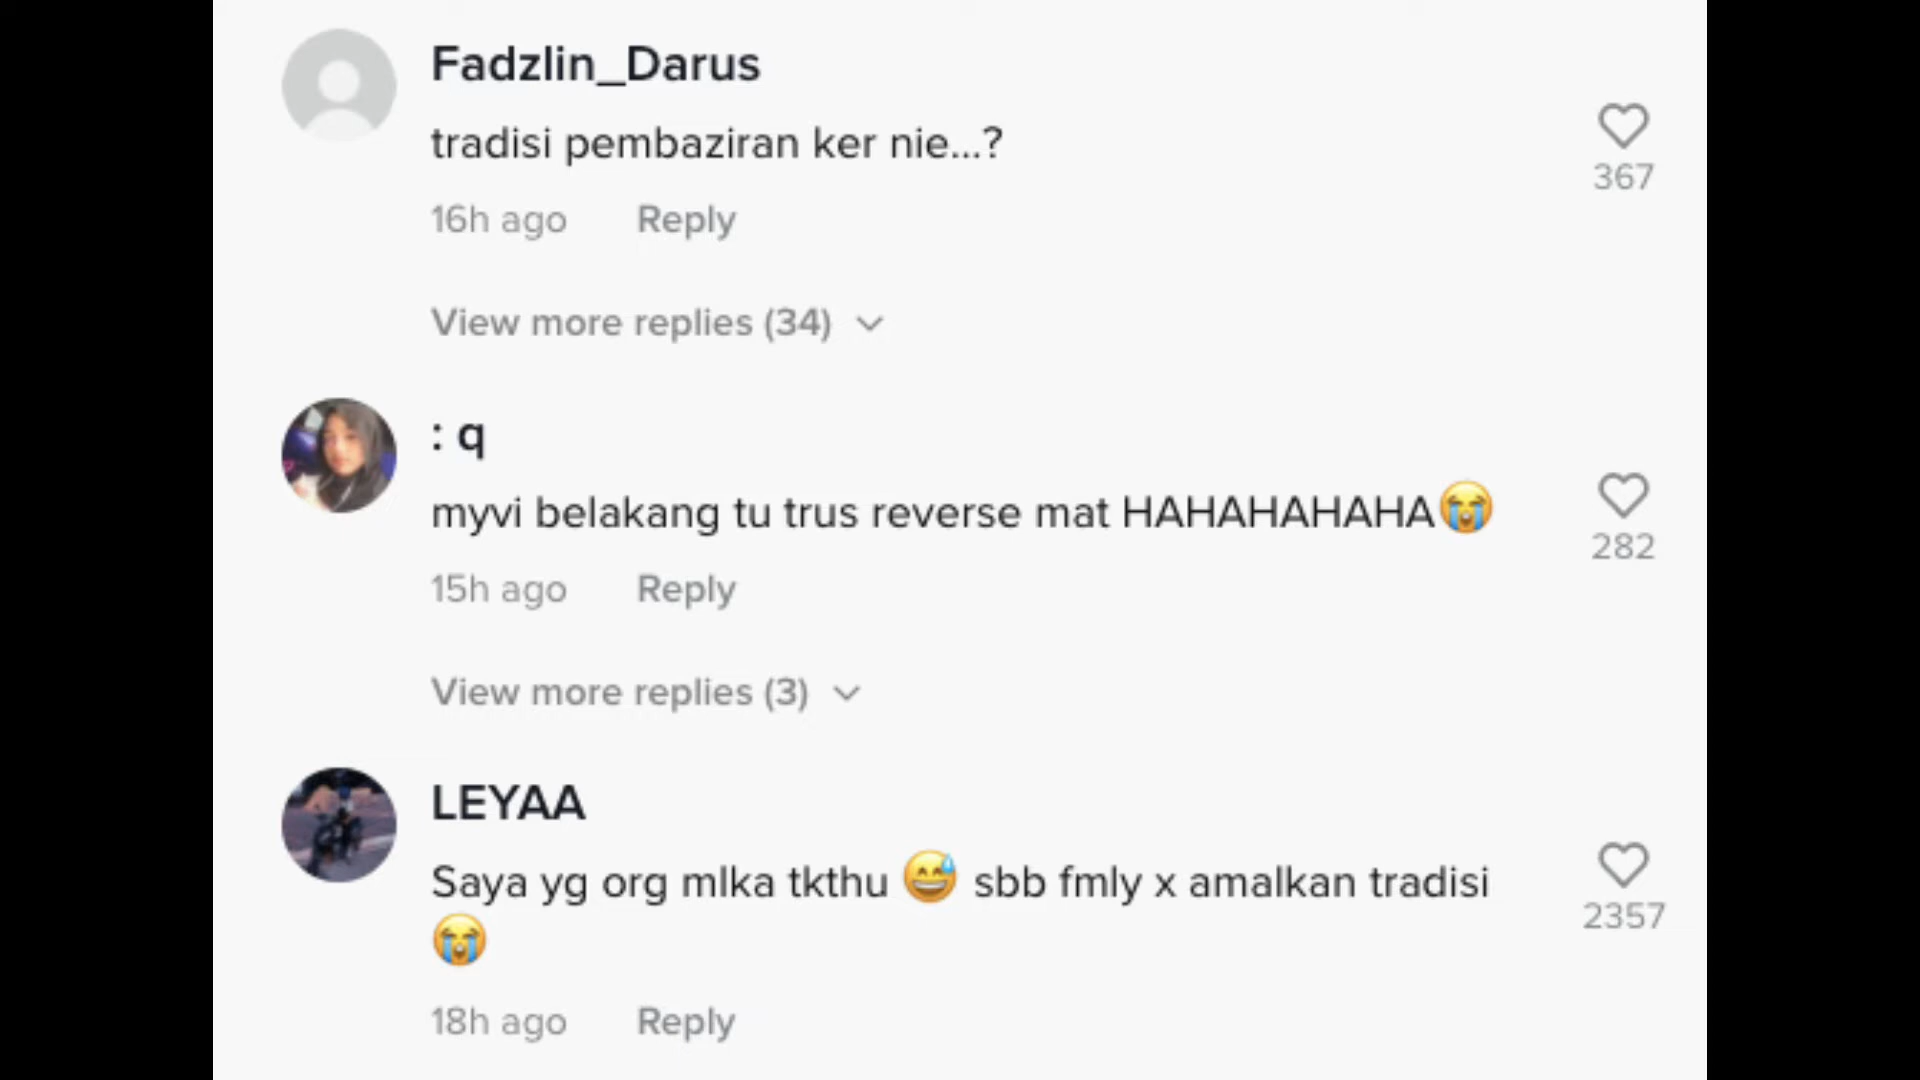 Fadzlin_Darus
tradisi pembaziran ker nie...?
367
16h ago Reply
View more replies (34)
: q
myvi belakang tu trus reverse mat HAHAHAHAHA😭
282
15h ago Reply
View more replies (3)
LEYAA
Saya yg org mlka tkthu 😅 sbb fmly x amalkan tradisi
😭
2357
18h ago Reply